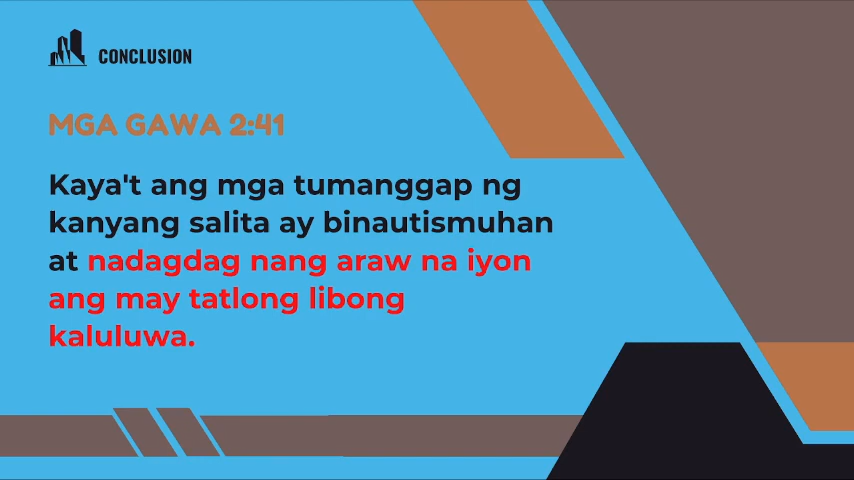 CONCLUSION
MGA GAWA 2:41
Kaya't ang mga tumanggap ng
kanyang salita ay binautismuhan
at nadagdag nang araw na iyon
ang may tatlong libong
kaluluwa.